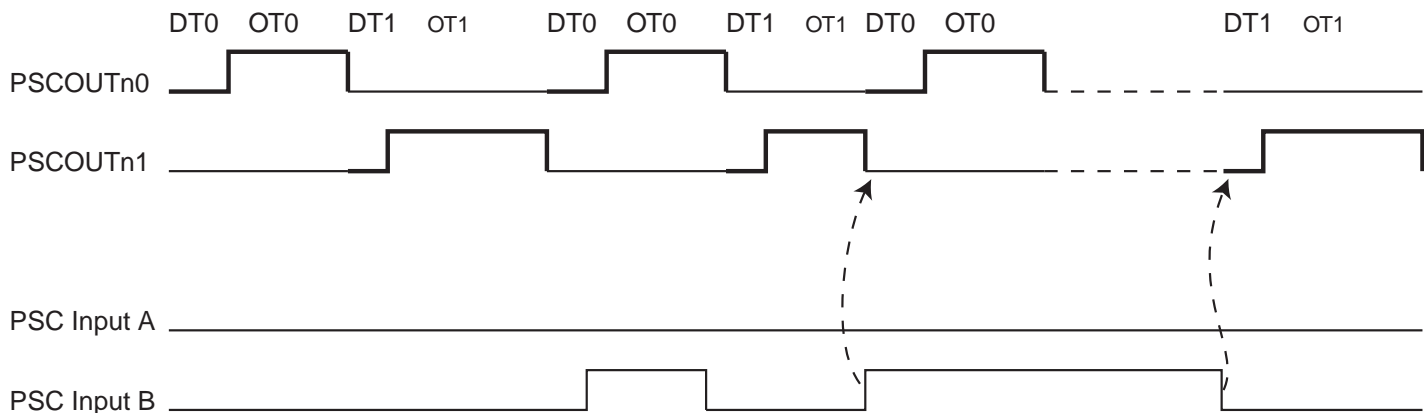 DT0 OT0 DT1 OT1 DT0 OT0 DT1 OT1 DT0 OT0 DT1 OT1
PSCOUTn0
PSCOUTn1
PSC Input A
PSC Input B